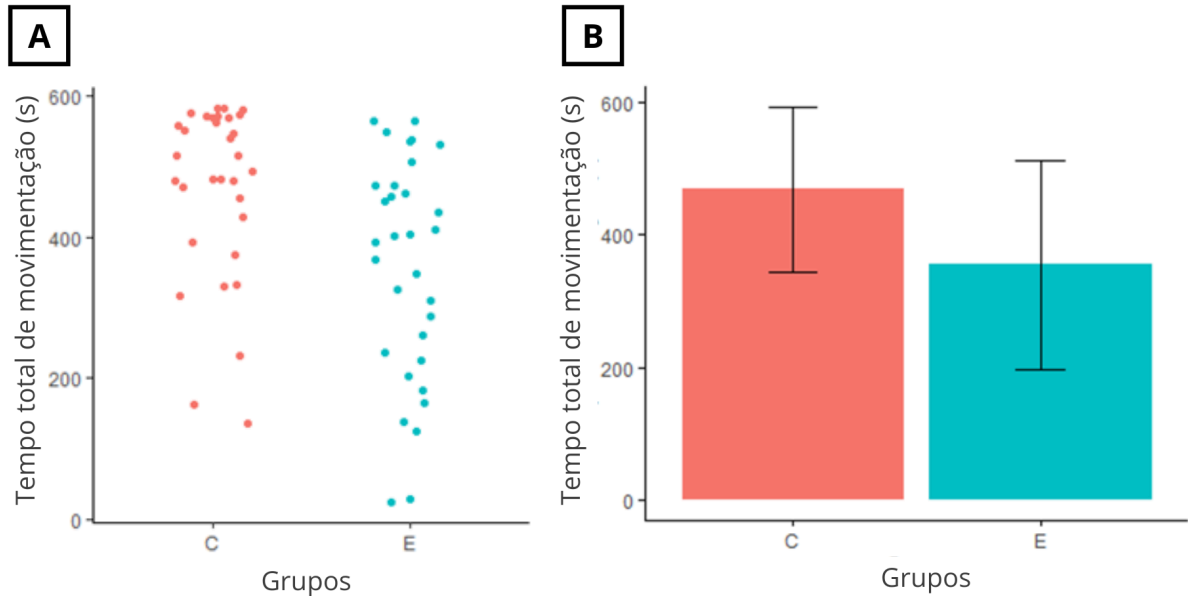 A
Tempo total de movimentação (s)
600
400
200
0
C
E
Grupos
B
Tempo total de movimentação (s)
600
400
200
0
C
E
Grupos